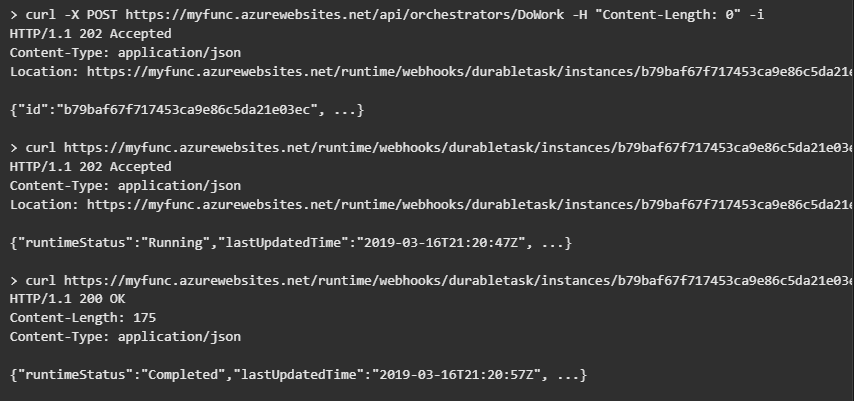 > curl -X POST https://myfunc.azurewebsites.net/api/orchestrators/DoWork -H "Content-Length: 0" -i
HTTP/1.1 202 Accepted
Content-Type: application/json
Location: https://myfunc.azurewebsites.net/runtime/webhooks/durabletask/instances/b79baf67f717453ca9e86c5da21e
{"id":"b79baf67f717453ca9e86c5da21e03ec", ...}
> curl https://myfunc.azurewebsites.net/runtime/webhooks/durabletask/instances/b79baf67f717453ca9e86c5da21e03e
HTTP/1.1 202 Accepted
Content-Type: application/json
Location: https://myfunc.azurewebsites.net/runtime/webhooks/durabletask/instances/b79baf67f717453ca9e86c5da21e
{"runtimeStatus":"Running","lastUpdatedTime":"2019-03-16T21:20:47Z", ...}
> curl https://myfunc.azurewebsites.net/runtime/webhooks/durabletask/instances/b79baf67f717453ca9e86c5da21e03e
HTTP/1.1 200 OK
Content-Length: 175
Content-Type: application/json
{"runtimeStatus":"Completed","lastUpdatedTime":"2019-03-16T21:20:57Z", ...}